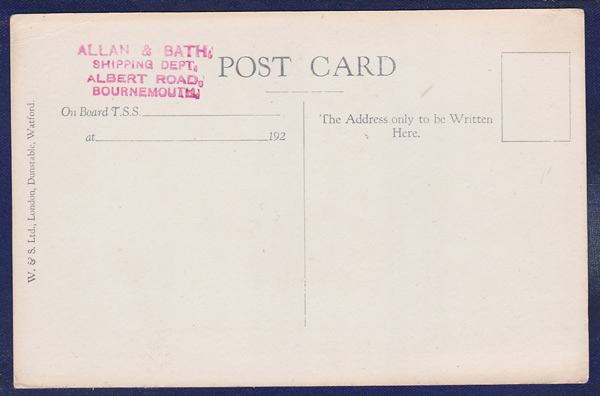 ALLAN & BATH,
SHIPPING DEPT,
ALBERT ROAD,
BOURNEMOUTH
POST CARD
On Board T.S.S.
at 192
The Address only to be Written
Here.
W. & S. Ltd., London, Dunstable, Watford.